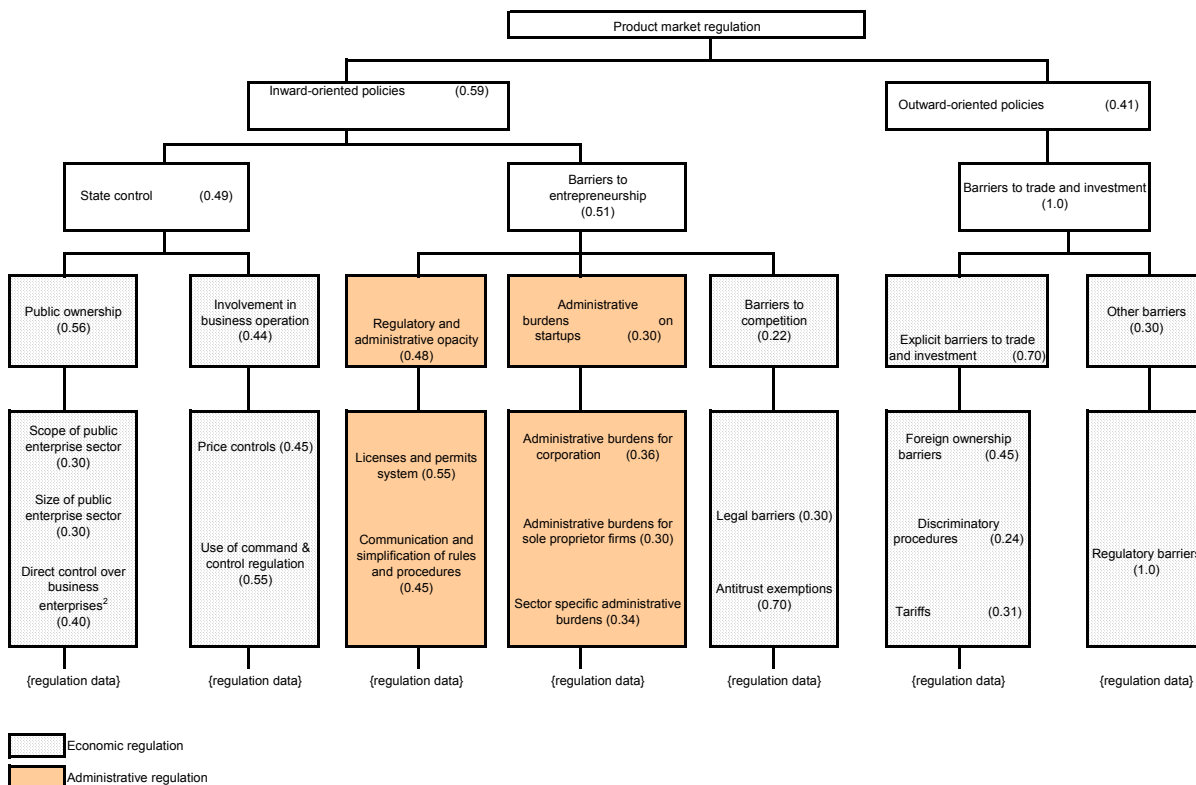 Product market regulation
Inward-oriented policies (0.59)
Outward-oriented policies (0.41)
State control (0.49)
Barriers to
entrepreneurship
(0.51)
Barriers to trade and investment
(1.0)
Public ownership
(0.56)
Involvement in
business operation
(0.44)
Regulatory and
administrative opacity
(0.48)
Administrative
burdens on
startups (0.30)
Barriers to
competition
(0.22)
Explicit barriers to trade
and investment (0.70)
Other barriers
(0.30)
Scope of public
enterprise sector
(0.30)
Size of public
enterprise sector
(0.30)
Direct control over
business
enterprises²
(0.40)
Price controls (0.45)
Use of command &
control regulation
(0.55)
Licenses and permits
system (0.55)
Communication and
simplification of rules
and procedures
(0.45)
Administrative burdens for
corporation (0.36)
Administrative burdens for
sole proprietor firms (0.30)
Sector specific administrative
burdens (0.34)
Legal barriers (0.30)
Antitrust exemptions
(0.70)
Foreign ownership
barriers (0.45)
Discriminatory
procedures (0.24)
Tariffs (0.31)
Regulatory barriers
(1.0)
{regulation data}
{regulation data}
{regulation data}
{regulation data}
{regulation data}
{regulation data}
{regulation data}
Economic regulation
Administrative regulation